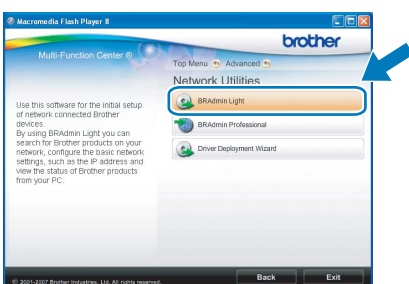 Macromedia Flash Player 8
brother
Multi-Function Center ®
Top Menu Advanced
Network Utilities
BRAdmin Light
BRAdmin Professional
Driver Deployment Wizard
Use this software for the initial setup
of network connected Brother
devices.
By using BRAdmin Light you can
search for Brother products on your
network, configure the basic network
settings, such as the IP address and
view the status of Brother products
from your PC.
© 2001-2007 Brother Industries, Ltd. All rights reserved.
Back Exit